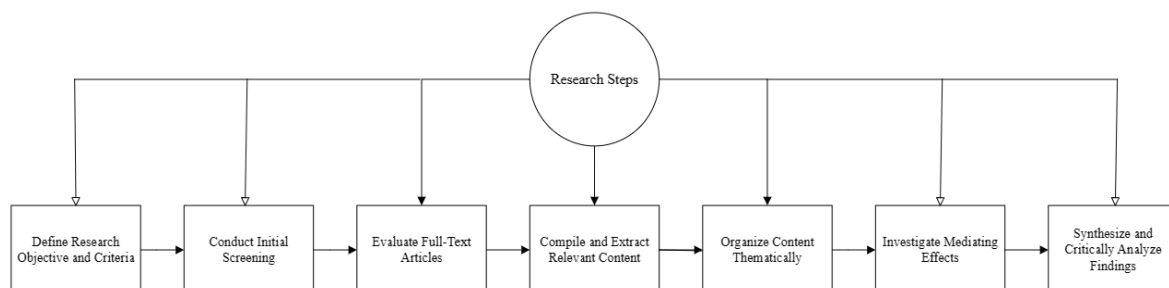 Research Steps
Define Research
Objective and Criteria
Conduct Initial
Screening
Evaluate Full-Text
Articles
Compile and Extract
Relevant Content
Organize Content
Thematically
Investigate Mediating
Effects
Synthesize and
Critically Analyze
Findings